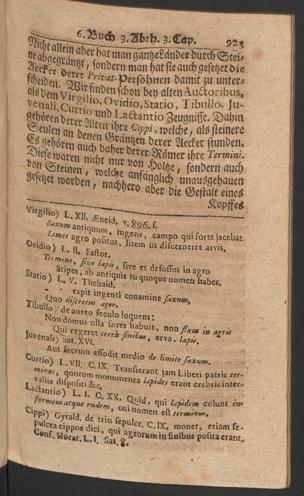 6. Buch 3. Abth. 3. Cap. 923
Nicht allein aber hat man gantze Länder durch Stei-
ne abgegräntzt, sondern man hat sie auch gesetzt die
Aecker derer Privat-Persohnen damit zu unter-
scheiden. Wir finden schon bey alten Auctoribus,
als dem Virgilio, Ovidio, Statio, Tibullo, Ju-
venali, Curtio und Lactantio Zeugnisse. Dahin
gehören derer Alten ihre Cippi, welche, als steinere
Seulen an denen Gräntzen derer Aecker stunden.
Es gehören auch daher derer Römer ihre Termini.
Diese waren nicht nur von Holtze, sondern auch
von Steinen, welche anfänglich unausgehauen
gesetzt worden, nachhero aber die Gestalt eines
Kopffes
Virgilio) L. XII. Æneid. v. 896. s.
Saxum antiquum, ingens, campo qui forte jacebat
Limes agro positus, litem ut discerneret arvis.
Ovidio) L. II. Fastor.
Termine, sive lapis, sive es defossus in agro
Stipes, ab antiquis tu quoque nomen habes.
Statio) L. V. Thebaid.
rapit ingenti conamine saxum,
Quo discretus ager.
Tibullo) de aureo seculo loquens:
Non domus ulla fores habuit, non fixus in agris
Qui regeret certis finibus, arva, lapis.
Juvenali) Sat. XVI.
Aut sacrum effodit medio de limite saxum.
Curtio) L. VII. C. IX. Transierant jam Liberi patris ter-
minos, quorum monumenta lapides erant crebris inter-
vallis dispositi &c.
Lactantio) L. I. C. XX. Quid, qui lapidem colunt in-
formem atque rudem, cui nomen est terminus.
Cippi) Gyrald. de triu sepulcr. C. IX. monet, etiam se-
pulcra cippos dici, qui agrorum in finibus posita erant.
Conf. Horat. L. I. Sat. 8.